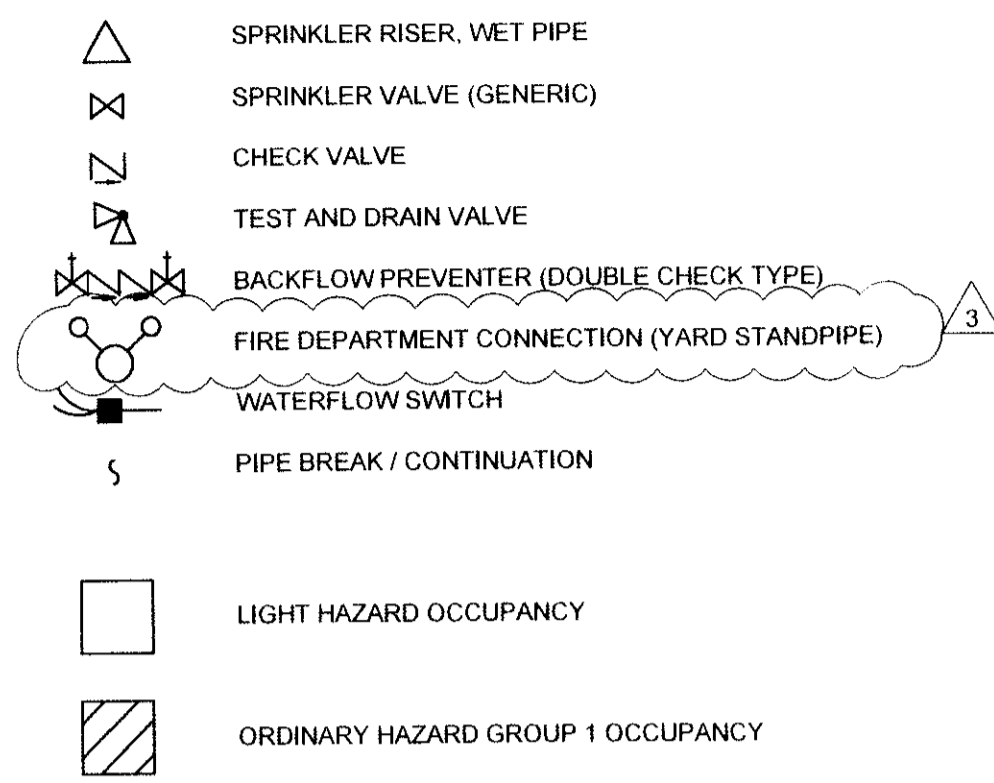 SPRINKLER RISER, WET PIPE
SPRINKLER VALVE (GENERIC)
CHECK VALVE
TEST AND DRAIN VALVE
BACKFLOW PREVENTER (DOUBLE CHECK TYPE)
FIRE DEPARTMENT CONNECTION (YARD STANDPIPE) 3
WATERFLOW SWITCH
PIPE BREAK / CONTINUATION
LIGHT HAZARD OCCUPANCY
ORDINARY HAZARD GROUP 1 OCCUPANCY